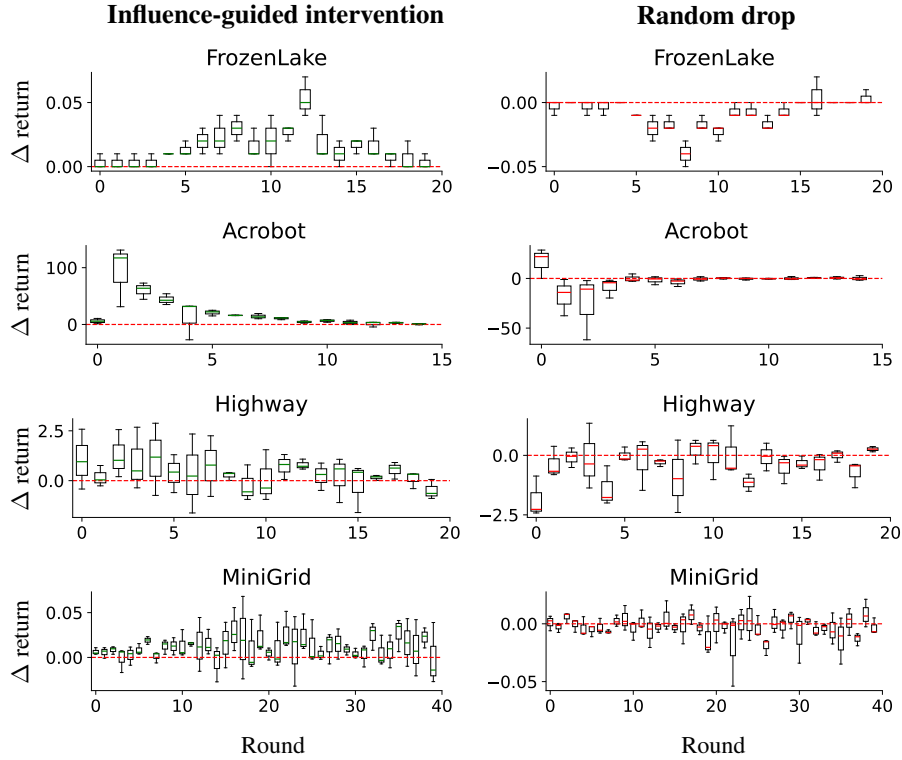 Influence-guided intervention
Random drop
FrozenLake
Δ return
0.05
0.00
0 5 10 15 20
FrozenLake
0.00
−0.05
0 5 10 15 20
Acrobot
Δ return
100
0
0 5 10 15
Acrobot
0
−50
0 5 10 15
Highway
Δ return
2.5
0.0
0 5 10 15 20
Highway
0.0
−2.5
0 5 10 15 20
MiniGrid
Δ return
0.05
0.00
0 10 20 30 40
MiniGrid
0.00
−0.05
0 10 20 30 40
Round
Round